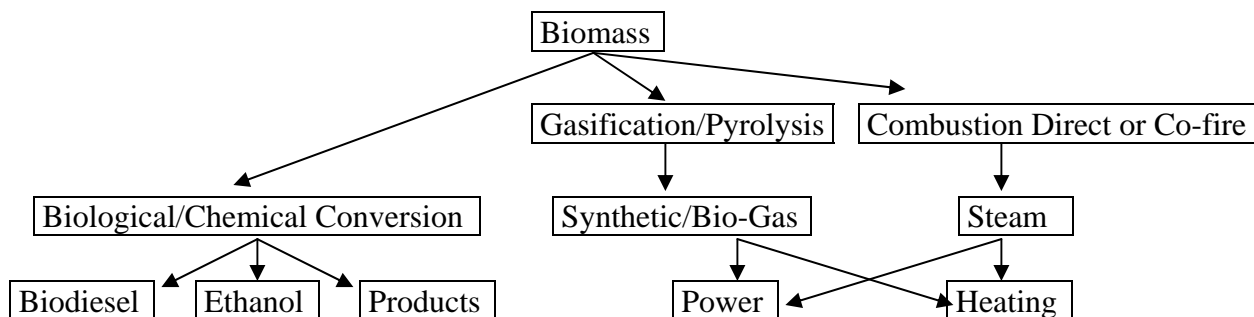 Biomass
Gasification/Pyrolysis
Combustion Direct or Co-fire
Biological/Chemical Conversion
Synthetic/Bio-Gas
Steam
Biodiesel
Ethanol
Products
Power
Heating